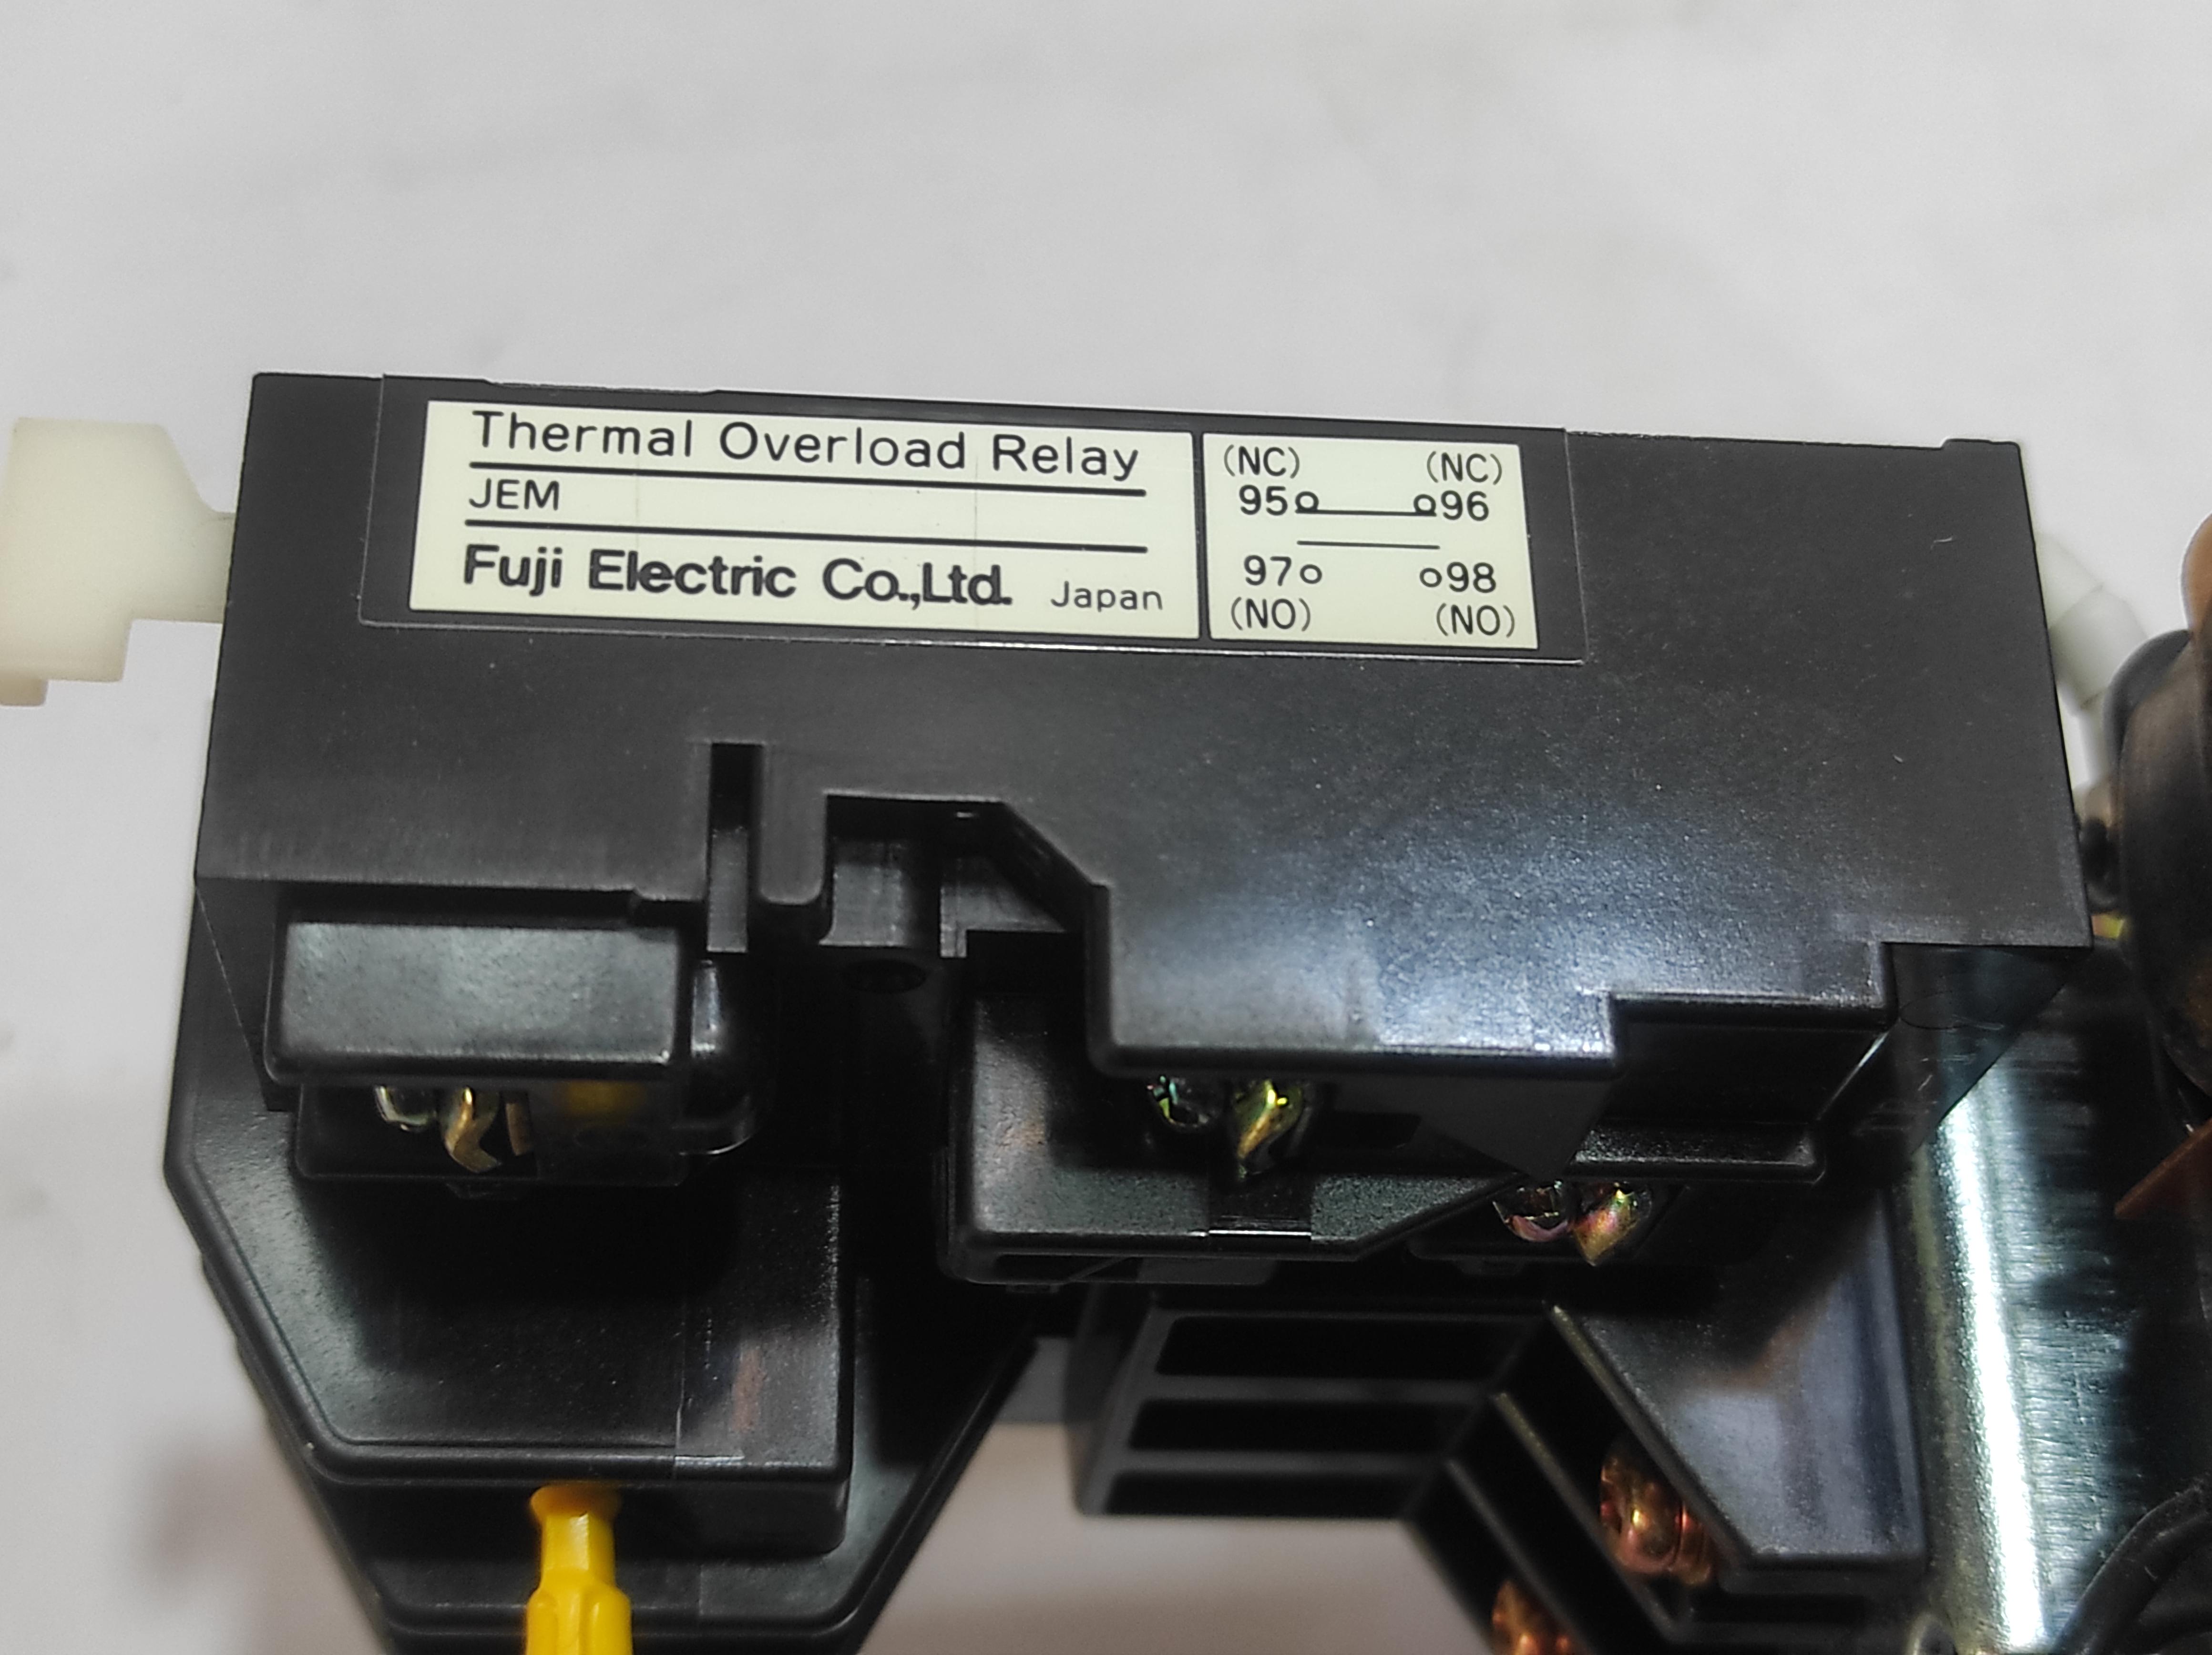 Thermal Overload Relay
JEM
Fuji Electric Co.,Ltd. Japan
(NC) (NC)
95 96
97 98
(NO) (NO)